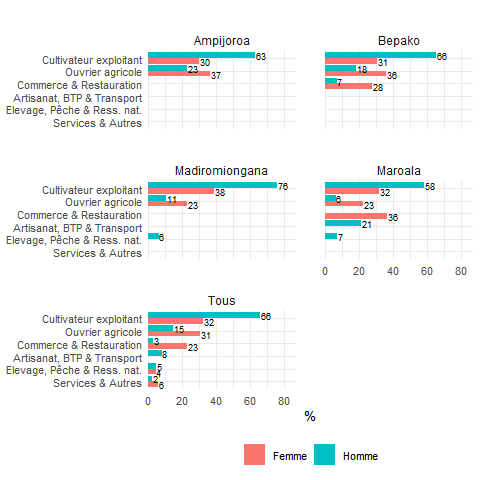 Ampijoroa
Bepako
Cultivateur exploitant
63
30
66
31
Ouvrier agricole
23
37
18
36
Commerce & Restauration
7
28
Artisanat, BTP & Transport
Elevage, Pêche & Ress. nat.
Services & Autres
Madiromiongana
Maroala
Cultivateur exploitant
76
38
58
32
Ouvrier agricole
11
23
6
23
Commerce & Restauration
36
Artisanat, BTP & Transport
21
Elevage, Pêche & Ress. nat.
6
7
Services & Autres
0 20 40 60 80
Tous
Cultivateur exploitant
66
32
Ouvrier agricole
15
31
Commerce & Restauration
3
23
Artisanat, BTP & Transport
8
Elevage, Pêche & Ress. nat.
5
4
Services & Autres
2
6
0 20 40 60 80
%
Femme Homme